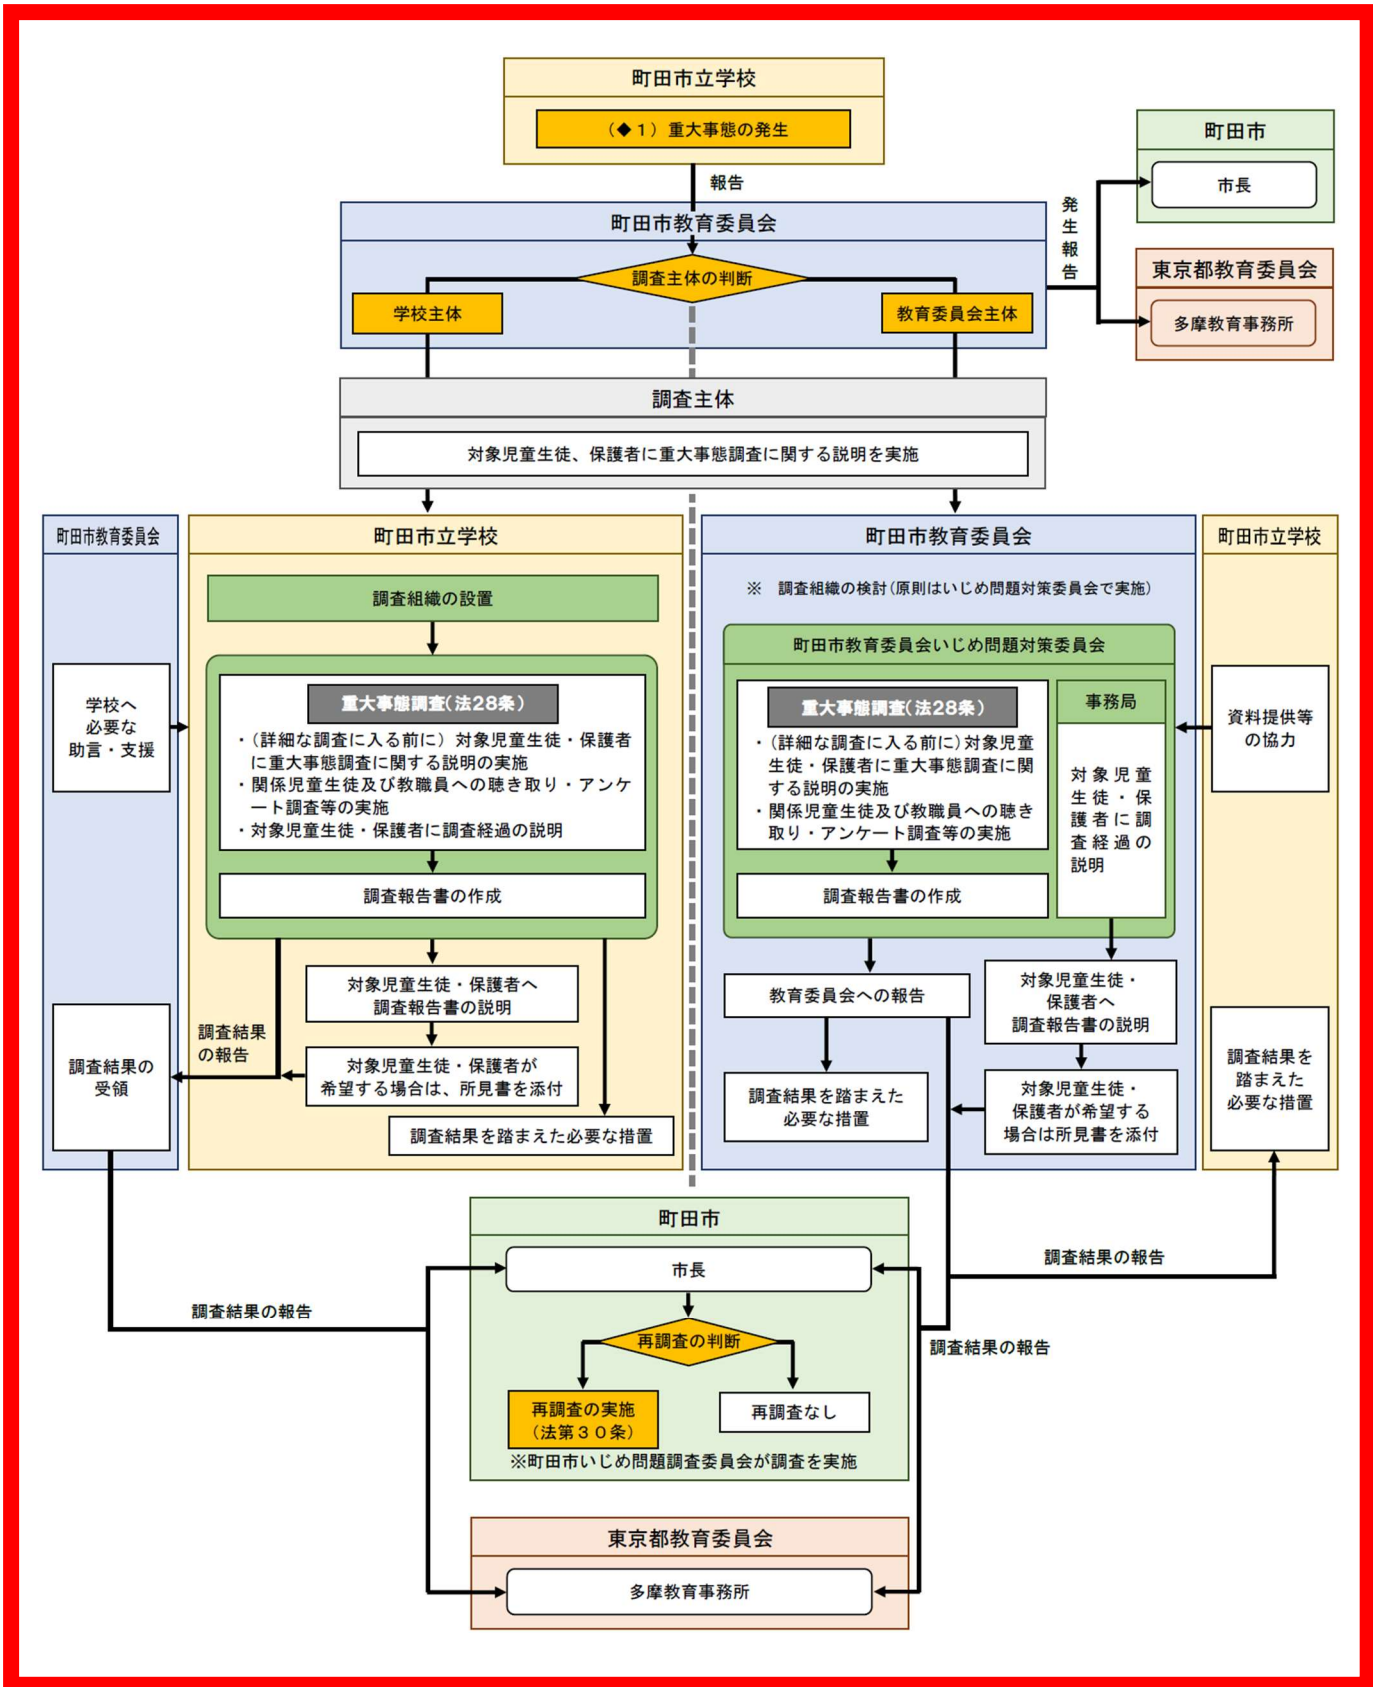 町田市立学校
（◆１）重大事態の発生
報告
町田市
市長
発生報告
町田市教育委員会
調査主体の判断
学校主体
教育委員会主体
東京都教育委員会
多摩教育事務所
調査主体
対象児童生徒、保護者に重大事態調査に関する説明を実施
町田市教育委員会
学校へ
必要な
助言・支援
調査結果の
受領
町田市立学校
調査組織の設置
重大事態調査（法28条）
・（詳細な調査に入る前に）対象児童生徒・保護者
に重大事態調査に関する説明の実施
・関係児童生徒及び教職員への聴き取り・アンケ
ート調査等の実施
・対象児童生徒・保護者に調査経過の説明
調査報告書の作成
対象児童生徒・保護者へ
調査報告書の説明
調査結果
の報告
対象児童生徒・保護者が
希望する場合は、所見書を添付
調査結果を踏まえた必要な措置
町田市教育委員会
※　調査組織の検討（原則はいじめ問題対策委員会で実施）
町田市教育委員会いじめ問題対策委員会
重大事態調査（法28条）
・（詳細な調査に入る前に）対象児童
生徒・保護者に重大事態調査に関
する説明の実施
・関係児童生徒及び教職員への聴き
取り・アンケート調査等の実施
調査報告書の作成
事務局
対象児童
生徒・保
護者に調
査経過の
説明
教育委員会への報告
対象児童生徒・
保護者へ
調査報告書の説明
調査結果を踏まえた
必要な措置
対象児童生徒・
保護者が希望する
場合は所見書を添付
町田市立学校
資料提供等
の協力
調査結果を
踏まえた
必要な措置
町田市
市長
調査結果の報告
調査結果の報告
再調査の判断
調査結果の報告
再調査の実施
（法第３０条）
再調査なし
※町田市いじめ問題調査委員会が調査を実施
東京都教育委員会
多摩教育事務所